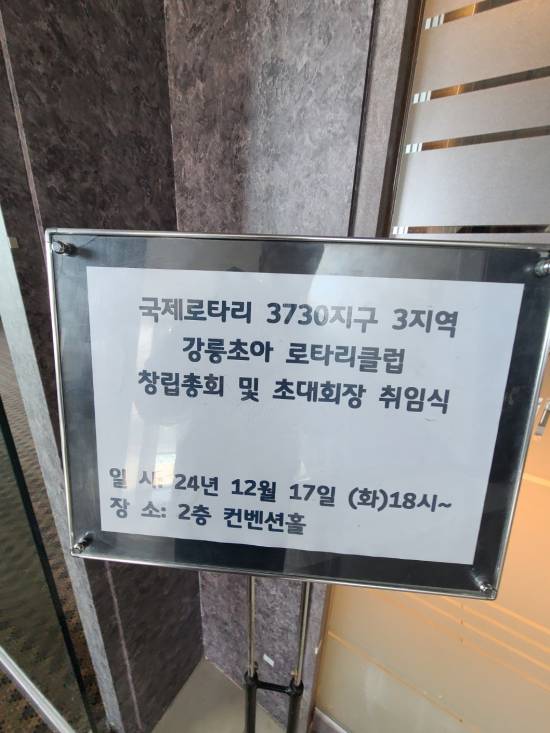 국제로타리 3730지구 3지역
강릉초아 로타리클럽
창립총회 및 초대회장 취임식
일 시: 24년 12월 17일 (화)18시~
장 소: 2층 컨벤션홀